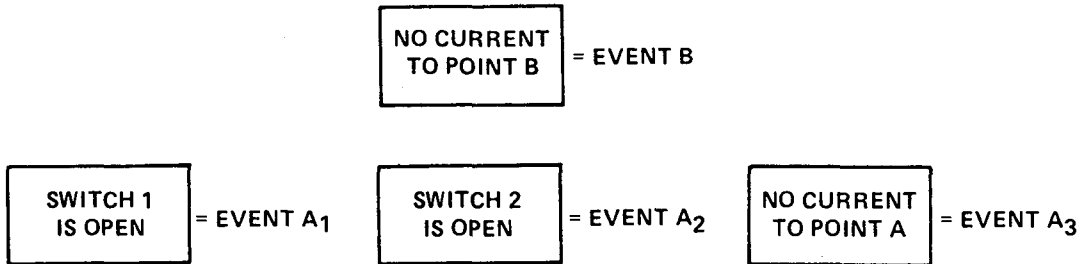 NO CURRENT
TO POINT B
= EVENT B
SWITCH 1
IS OPEN
= EVENT A1
SWITCH 2
IS OPEN
= EVENT A2
NO CURRENT
TO POINT A
= EVENT A3